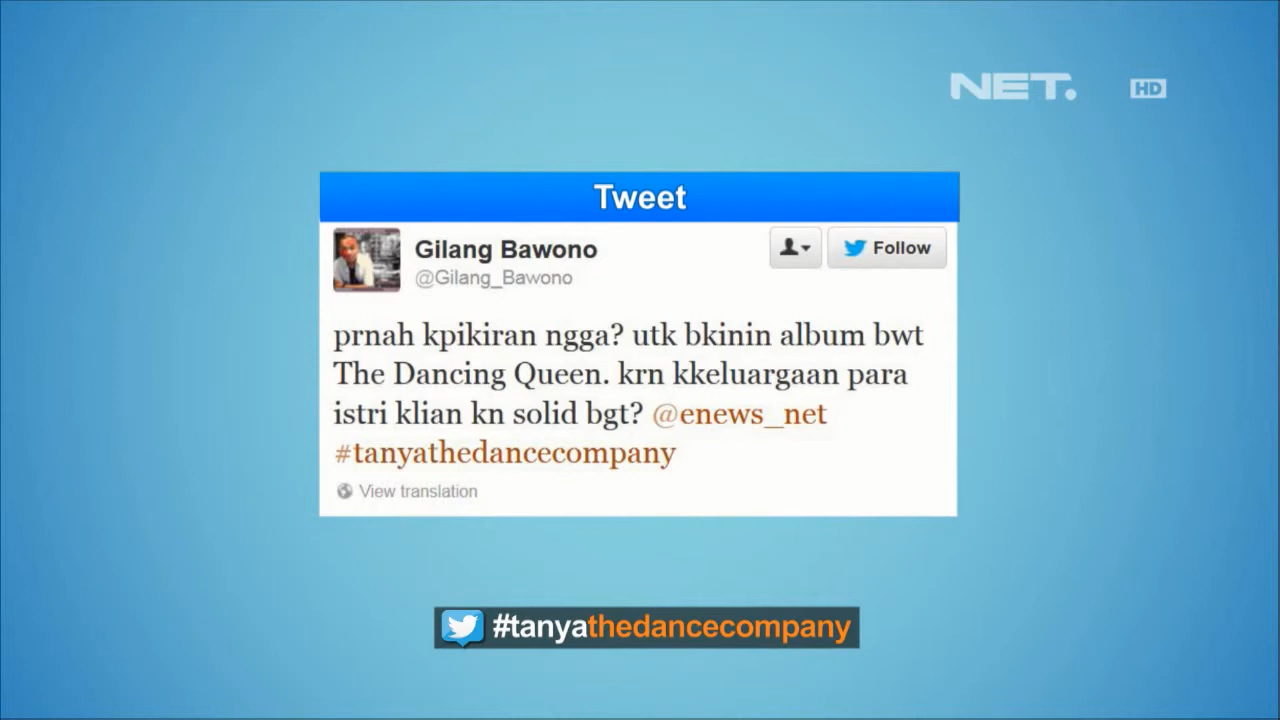 NET.
HD
Tweet
Gilang Bawono
@Gilang_Bawono
Follow
prnah kpikiran ngga? utk bkinin album bwt
The Dancing Queen. krn kkeluargaan para
istri klian kn solid bgt? @enews_net
#tanyathedancecompany
View translation
#tanyathedancecompany